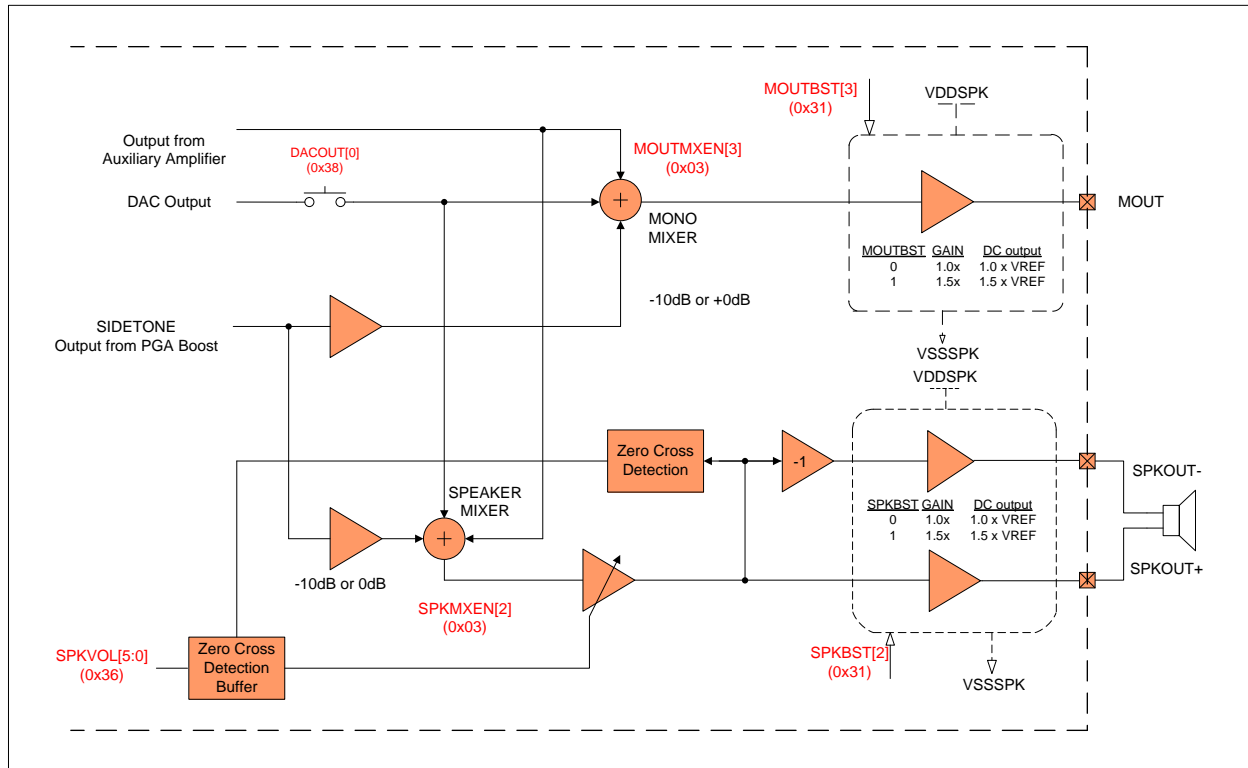 MOUTBST[3]
(0x31)
VDDSPK
Output from
Auxiliary Amplifier
DACOUT[0]
(0x38)
MOUTMXEN[3]
(0x03)
DAC Output
+
MONO
MIXER
MOUT
MOUTBST GAIN DC output
0 1.0x 1.0 x VREF
1 1.5x 1.5 x VREF
-10dB or +0dB
SIDETONE
Output from PGA Boost
VSSSPK
VDDSPK
Zero Cross
Detection
-1
SPKOUT-
SPEAKER
MIXER
+
SPKBST GAIN DC output
0 1.0x 1.0 x VREF
1 1.5x 1.5 x VREF
-10dB or 0dB
SPKOUT+
SPKMXEN[2]
(0x03)
SPKVOL[5:0]
(0x36)
Zero Cross
Detection
Buffer
SPKBST[2]
(0x31)
VSSSPK